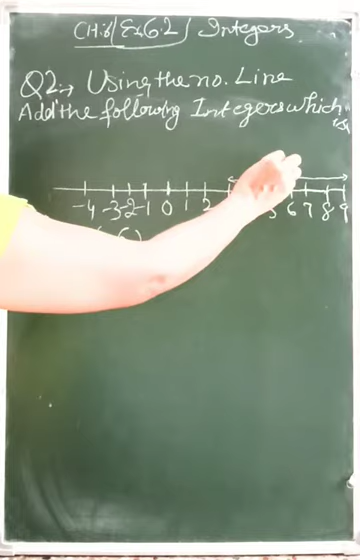 CH:6/Ex 6.2/ Integers
Q2→ Using the no. Line
Add the following Integers which
is,
-4 -3 -2 -1 0 1 2 5 6 7 8 9